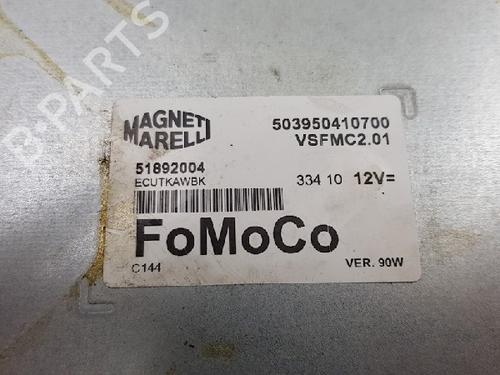 B-PARTS
MAGNETI
MARELLI
503950410700
VSFMC2.01
51892004
ECUTKAWBK
334 10 12V=
FoMoCo
C144
VER. 90W